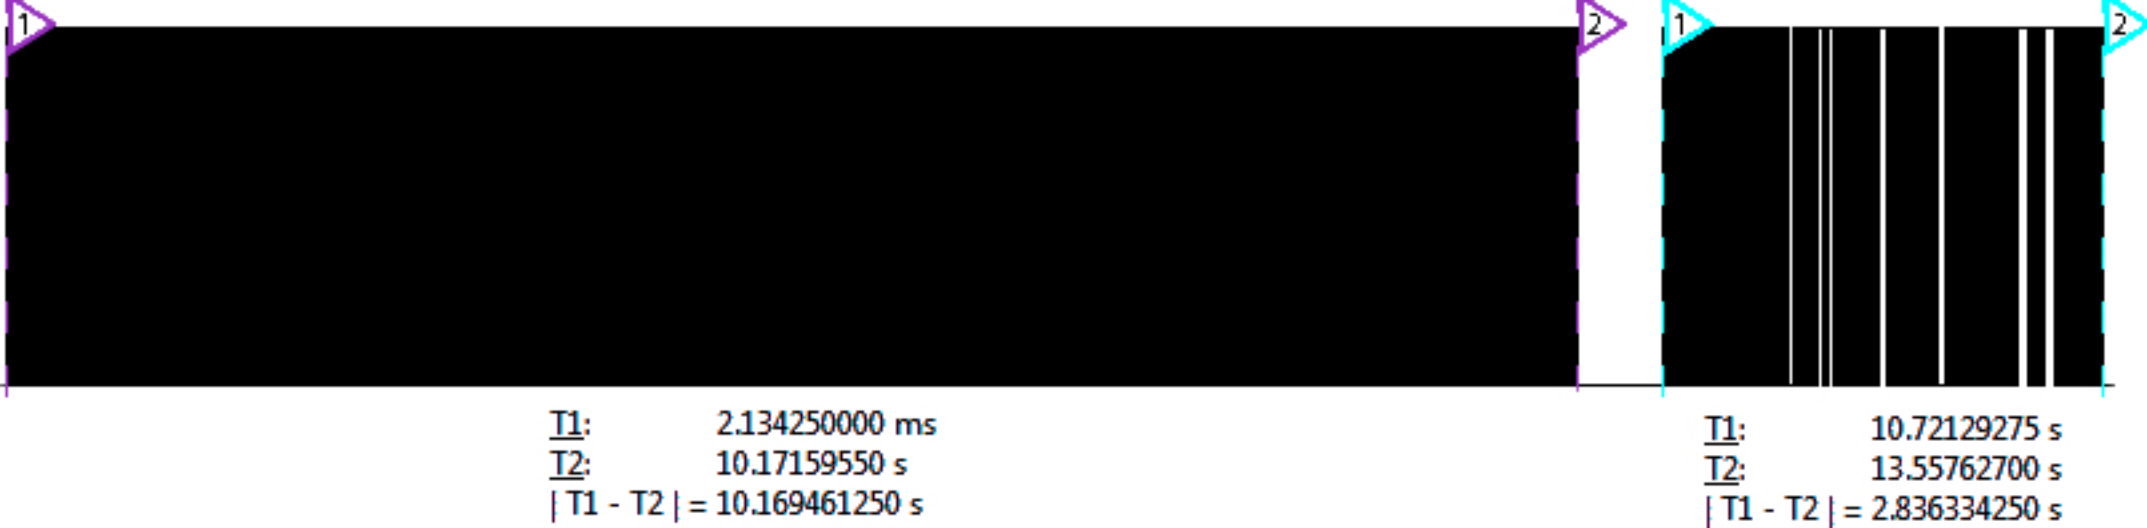 1
2
1
2
T1: 2.134250000 ms
T2: 10.17159550 s
| T1 - T2 | = 10.169461250 s
T1: 10.72129275 s
T2: 13.55762700 s
| T1 - T2 | = 2.836334250 s